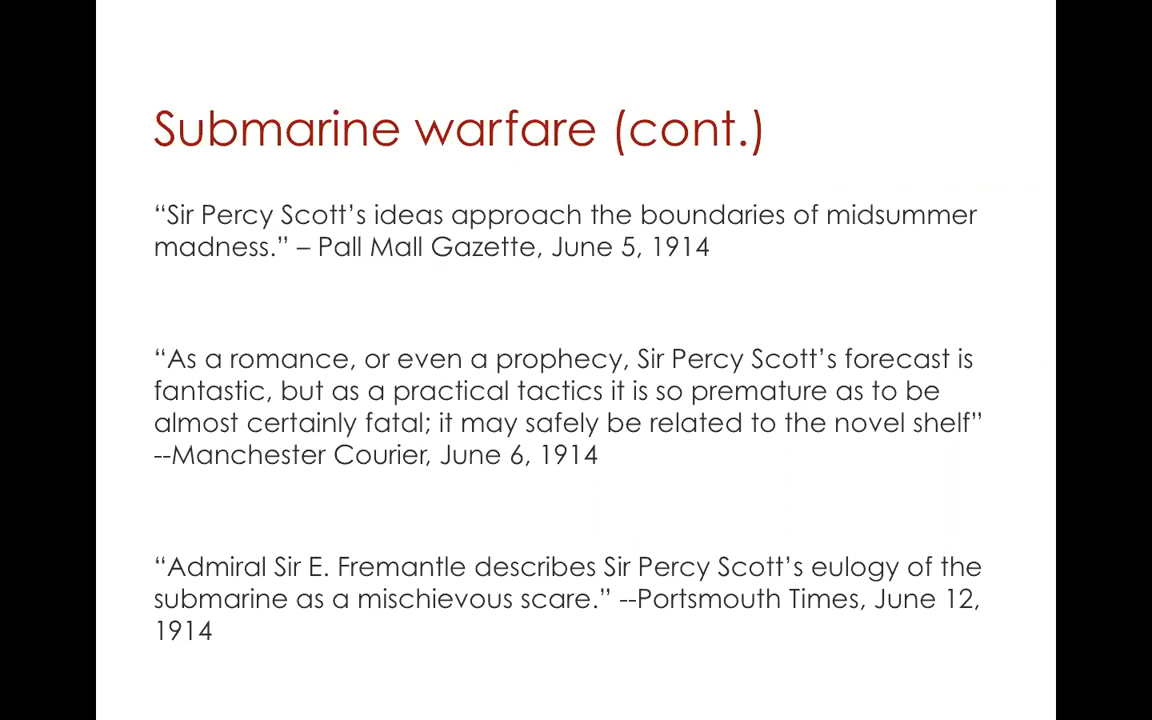 Submarine warfare (cont.)
“Sir Percy Scott’s ideas approach the boundaries of midsummer
madness.” – Pall Mall Gazette, June 5, 1914
“As a romance, or even a prophecy, Sir Percy Scott’s forecast is
fantastic, but as a practical tactics it is so premature as to be
almost certainly fatal; it may safely be related to the novel shelf”
--Manchester Courier, June 6, 1914
“Admiral Sir E. Fremantle describes Sir Percy Scott’s eulogy of the
submarine as a mischievous scare.” --Portsmouth Times, June 12,
1914